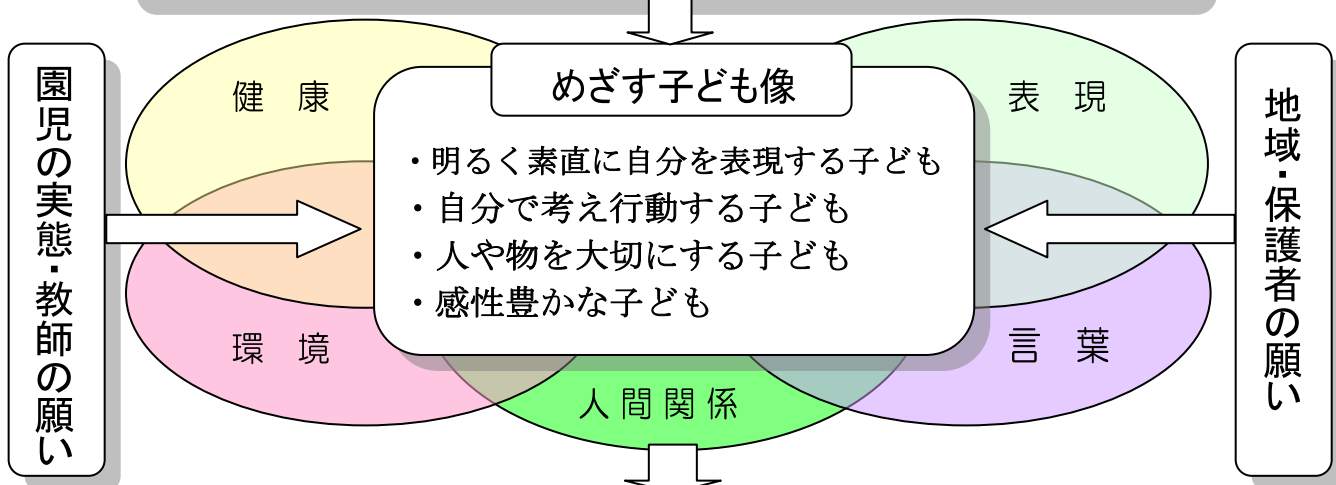 園児の実態・教師の願い
健　康
表　現
めざす子ども像
・明るく素直に自分を表現する子ども
・自分で考え行動する子ども
・人や物を大切にする子ども
・感性豊かな子ども
環　境
言　葉
人間関係
地域・保護者の願い